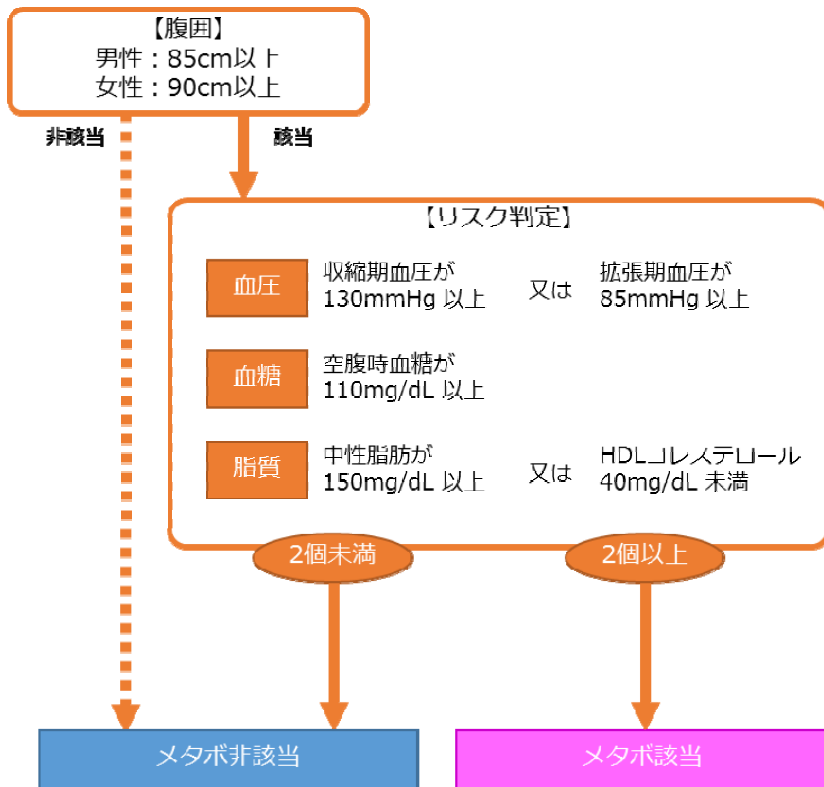 【腹囲】
男性：85cm以上
女性：90cm以上
非該当
該当
【リスク判定】
血圧
収縮期血圧が
130mmHg 以上
又は
拡張期血圧が
85mmHg 以上
血糖
空腹時血糖が
110mg/dL 以上
脂質
中性脂肪が
150mg/dL 以上
又は
HDLコレステロール
40mg/dL 未満
2個未満
2個以上
メタボ非該当
メタボ該当